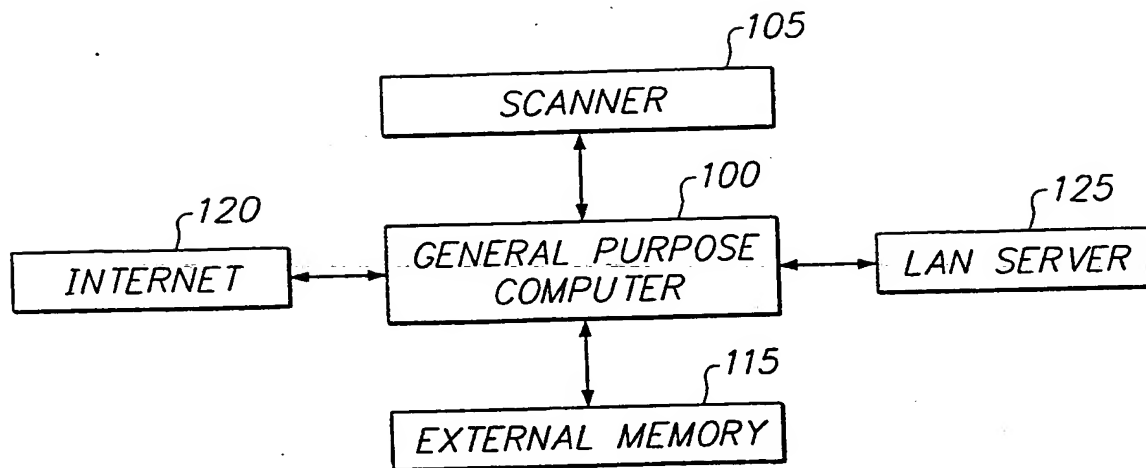 105
SCANNER
100
120
125
GENERAL PURPOSE
COMPUTER
INTERNET
LAN SERVER
115
EXTERNAL MEMORY